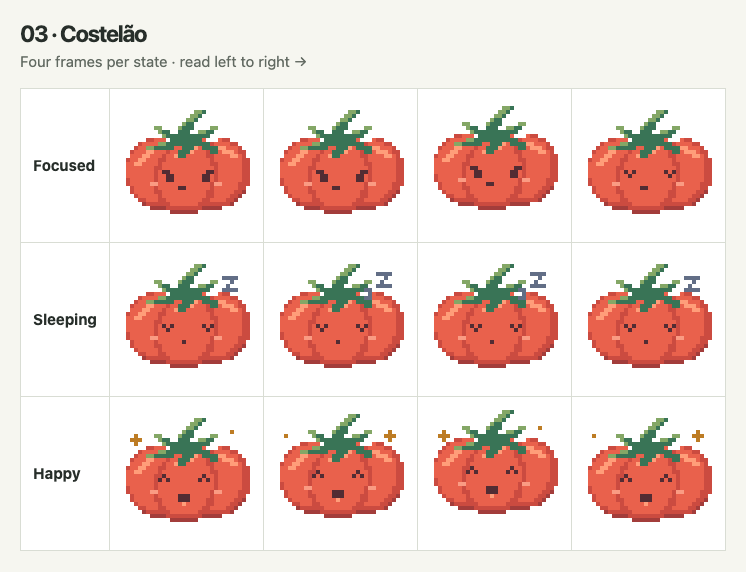 03 · Costelão
Four frames per state · read left to right →
Focused
Sleeping
Z Z Z Z
Happy